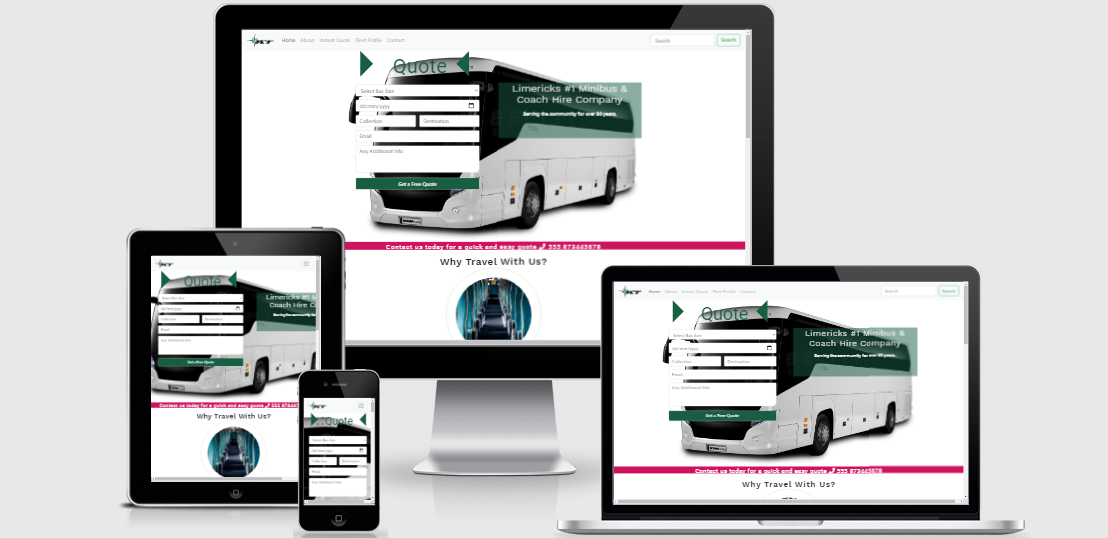 KT Home About Instant Quote Fleet Profile Contact Search Search
Quote
Select Bus Size
dd/mm/yyyy
Collection Destination
Email
Any Additional Info
Get a Free Quote
Limericks #1 Minibus &
Coach Hire Company
Serving the community for over 30 years.
Contact us today for a quick and easy quote 555 873445678
Why Travel With Us?
KT
Quote
Select Bus Size
dd/mm/yyyy
Collection Destination
Email
Any Additional Info
Get a Free Quote
Limericks #1 M
Coach Hire Co
Serving the community fo
Contact us today for a quick and easy quote 555 87344
Why Travel With Us?
KT
Quote
Select Bus Size
dd/mm/yyyy
Collection Destination
Email
Any Additional Info
KT Home About Instant Quote Fleet Profile Contact Search Search
Quote
Select Bus Size
dd/mm/yyyy
Collection Destination
Email
Any Additional Info
Get a Free Quote
Limericks #1 Minibus &
Coach Hire Company
Serving the community for over 30 years.
Contact us today for a quick and easy quote 555 873445678
Why Travel With Us?